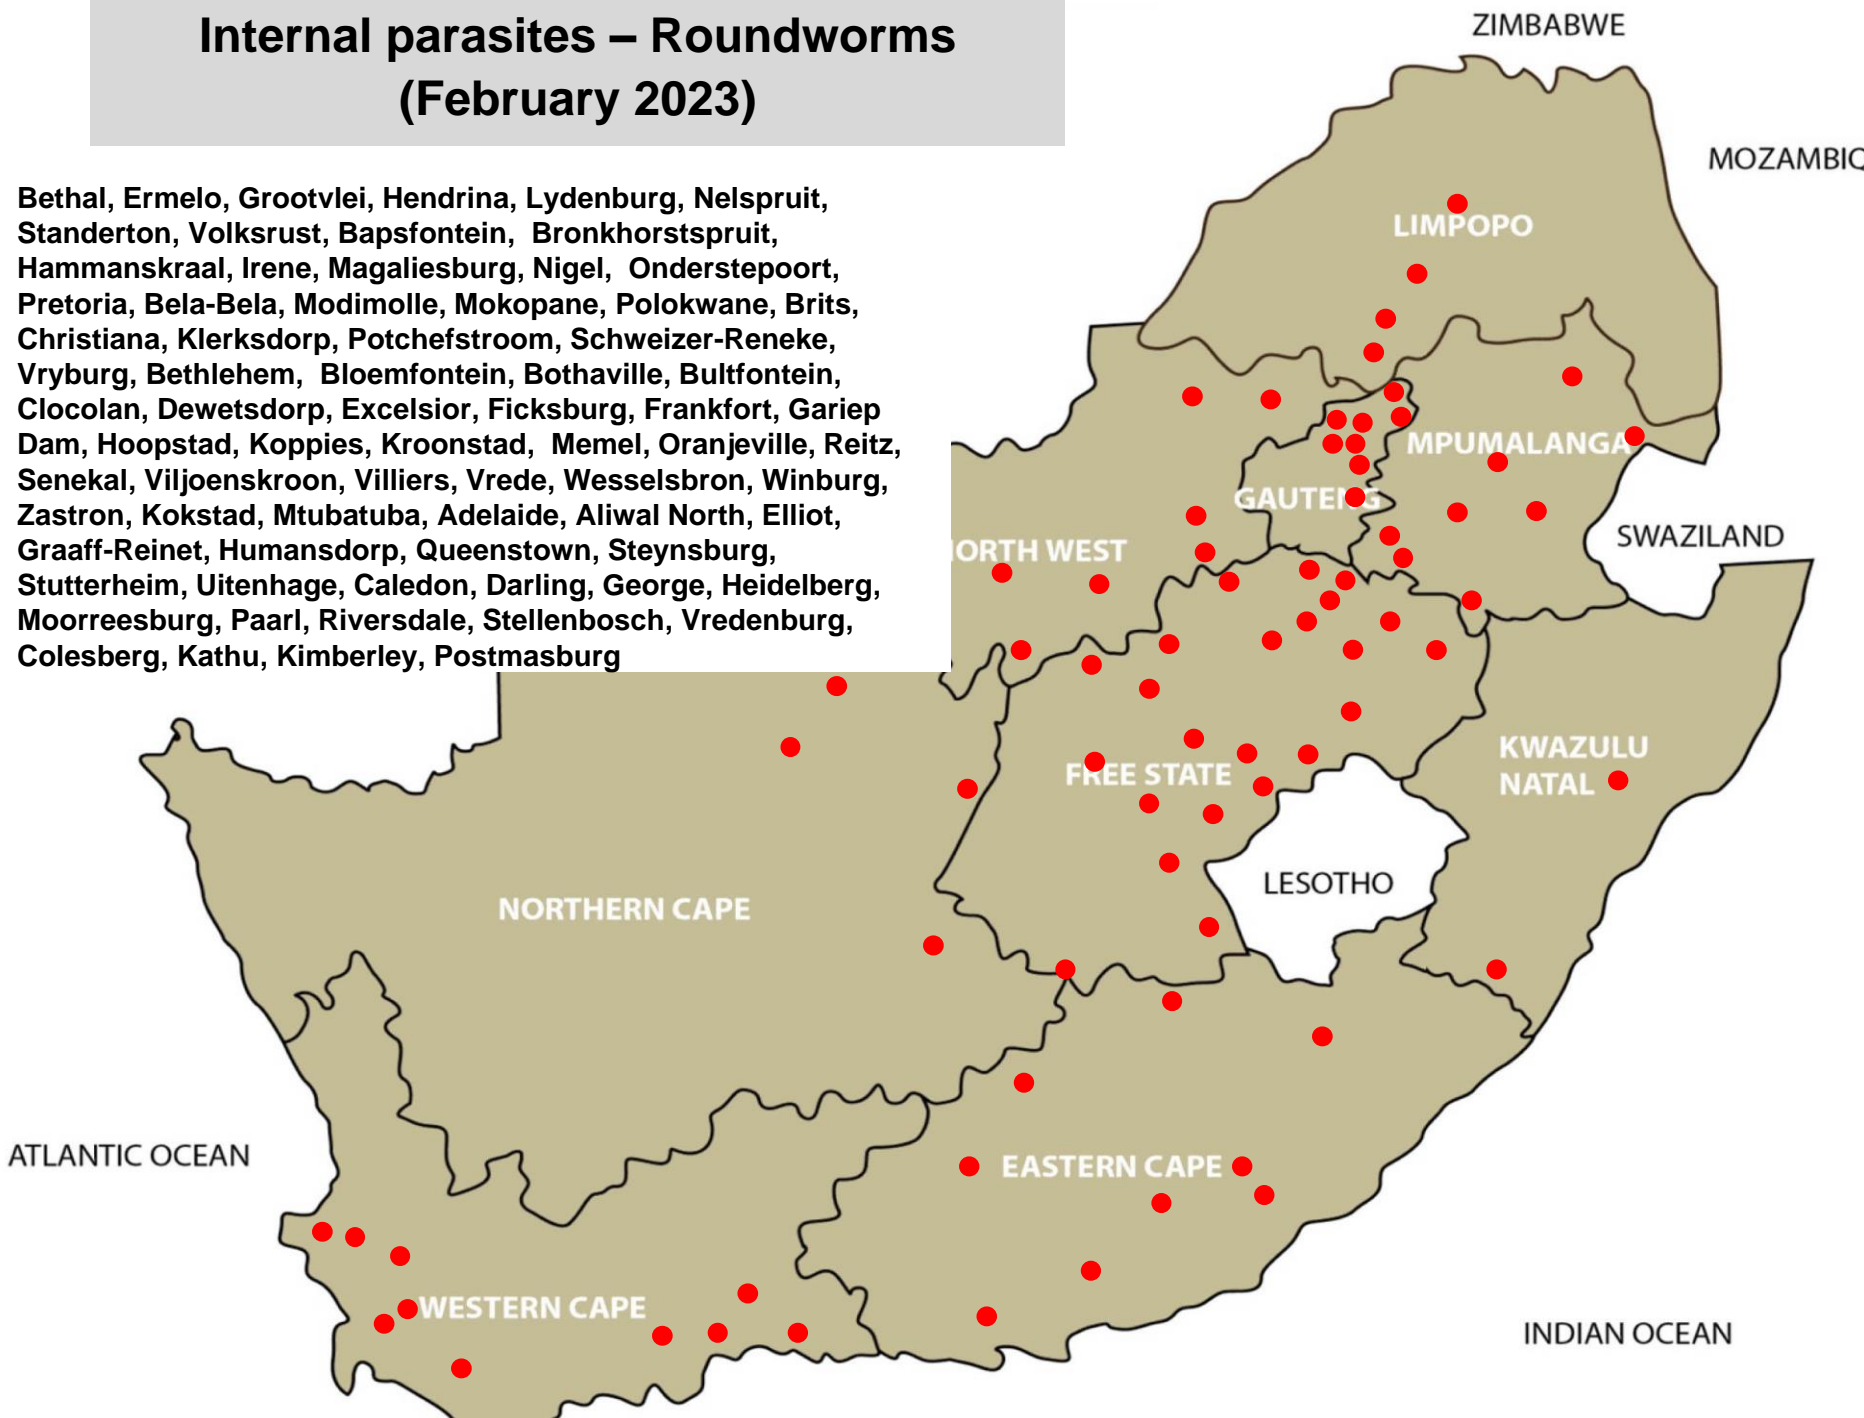 Internal parasites – Roundworms
(February 2023)
Bethal, Ermelo, Grootvlei, Hendrina, Lydenburg, Nelspruit,
Standerton, Volksrust, Bapsfontein, Bronkhorstspruit,
Hammanskraal, Irene, Magaliesburg, Nigel, Onderstepoort,
Pretoria, Bela-Bela, Modimolle, Mokopane, Polokwane, Brits,
Christiana, Klerksdorp, Potchefstroom, Schweizer-Reneke,
Vryburg, Bethlehem, Bloemfontein, Bothaville, Bultfontein,
Clocolan, Dewetsdorp, Excelsior, Ficksburg, Frankfort, Gariep
Dam, Hoopstad, Koppies, Kroonstad, Memel, Oranjeville, Reitz,
Senekal, Viljoenskroon, Villiers, Vrede, Wesselsbron, Winburg,
Zastron, Kokstad, Mtubatuba, Adelaide, Aliwal North, Elliot,
Graaff-Reinet, Humansdorp, Queenstown, Steynsburg,
Stutterheim, Uitenhage, Caledon, Darling, George, Heidelberg,
Moorreesburg, Paarl, Riversdale, Stellenbosch, Vredenburg,
Colesberg, Kathu, Kimberley, Postmasburg
ZIMBABWE
MOZAMBIQ
LIMPOPO
MPUMALANGA
GAUTENG
SWAZILAND
ORTH WEST
KWAZULU
NATAL
FREE STATE
LESOTHO
NORTHERN CAPE
ATLANTIC OCEAN
EASTERN CAPE
WESTERN CAPE
INDIAN OCEAN